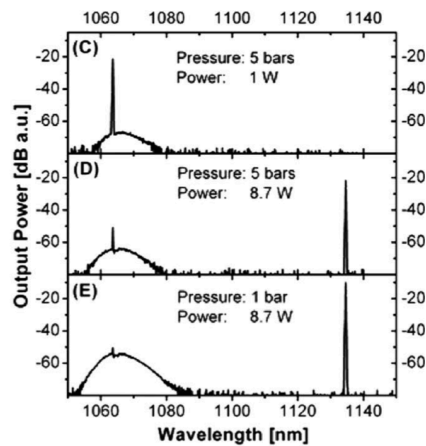 1060 1080 1100 1120 1140
(C)
Pressure: 5 bars
Power: 1 W
-20 -20
-40 -40
-60 -60
(D)
Pressure: 5 bars
Power: 8.7 W
-20 -20
-40 -40
-60 -60
(E)
Pressure: 1 bar
Power: 8.7 W
-20 -20
-40 -40
-60 -60
1060 1080 1100 1120 1140
Wavelength [nm]
Output Power [dB a.u.]